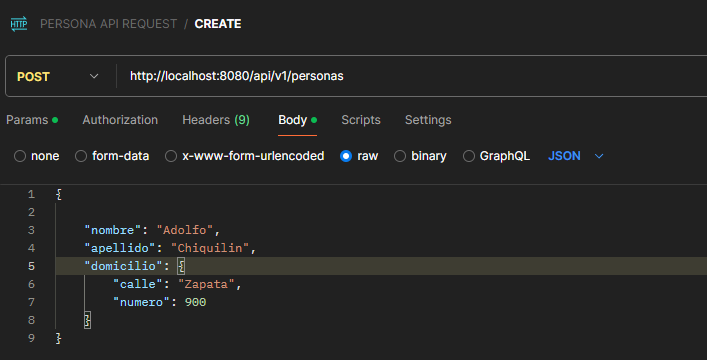 HTTP PERSONA API REQUEST / CREATE
POST http://localhost:8080/api/v1/personas
Params Authorization Headers (9) Body Scripts Settings
none form-data x-www-form-urlencoded raw binary GraphQL JSON
1 {
2
3 "nombre": "Adolfo",
4 "apellido": "Chiquilin",
5 "domicilio": {
6 "calle": "Zapata",
7 "numero": 900
8 }
9 }